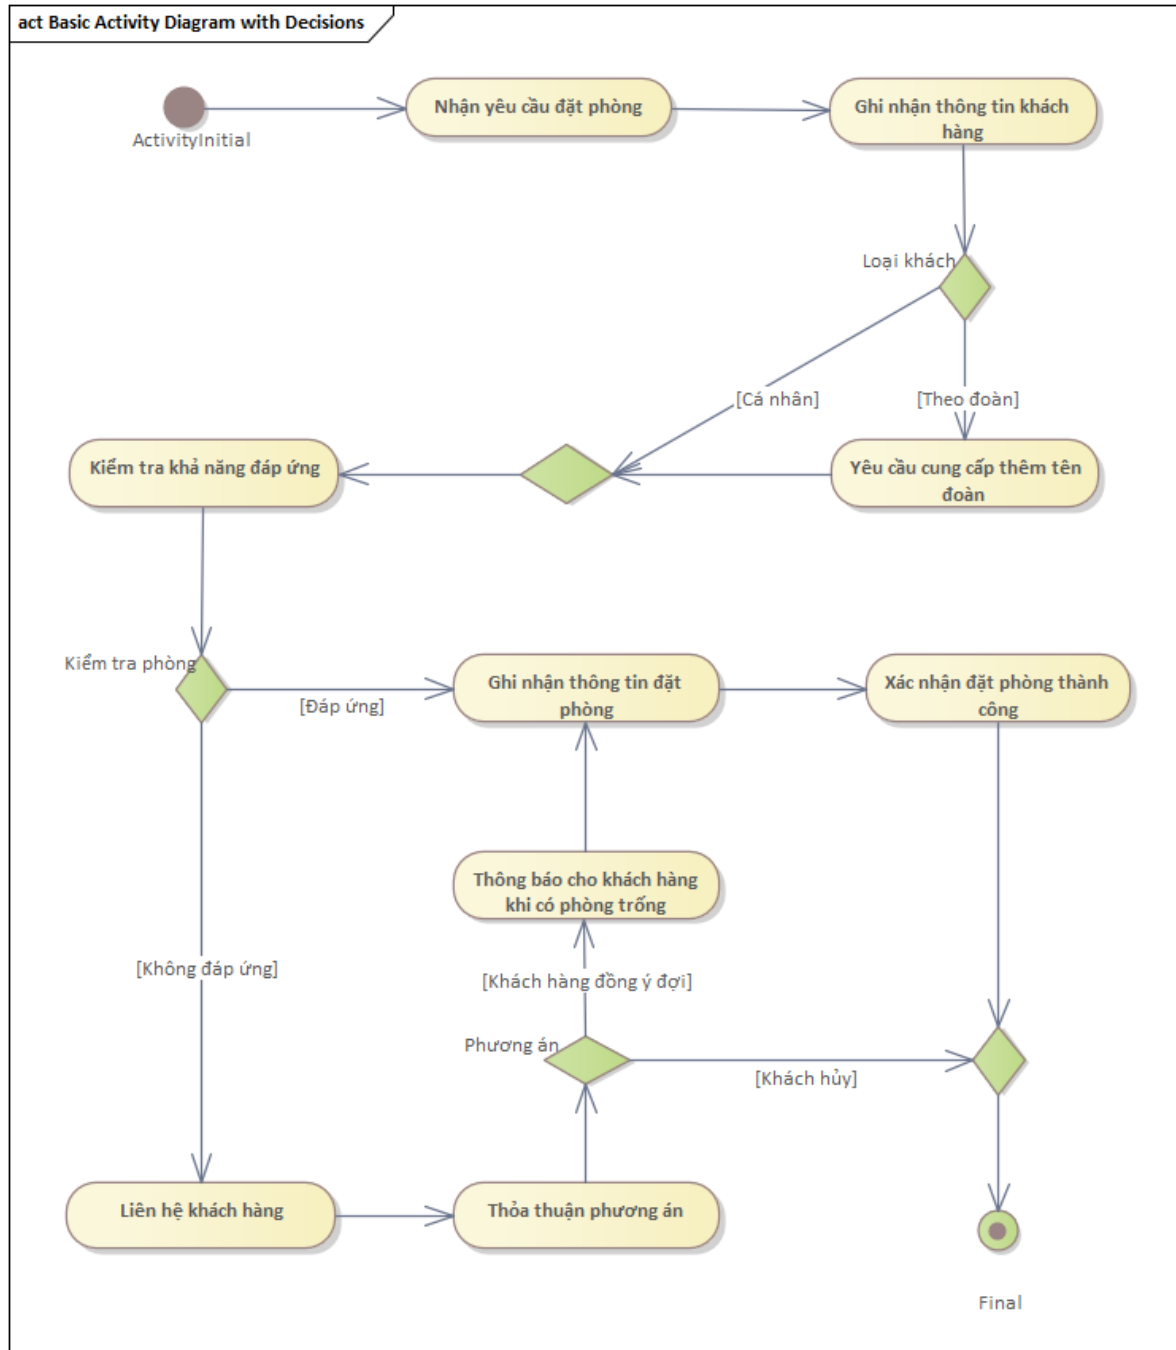 act Basic Activity Diagram with Decisions
ActivityInitial
Nhận yêu cầu đặt phòng
Ghi nhận thông tin khách
hàng
Loại khách
[Cá nhân]
[Theo đoàn]
Kiểm tra khả năng đáp ứng
Yêu cầu cung cấp thêm tên
đoàn
Kiểm tra phòng
[Đáp ứng]
Ghi nhận thông tin đặt
phòng
Xác nhận đặt phòng thành
công
Thông báo cho khách hàng
khi có phòng trống
[Không đáp ứng]
[Khách hàng đồng ý đợi]
Phương án
[Khách hủy]
Liên hệ khách hàng
Thỏa thuận phương án
Final